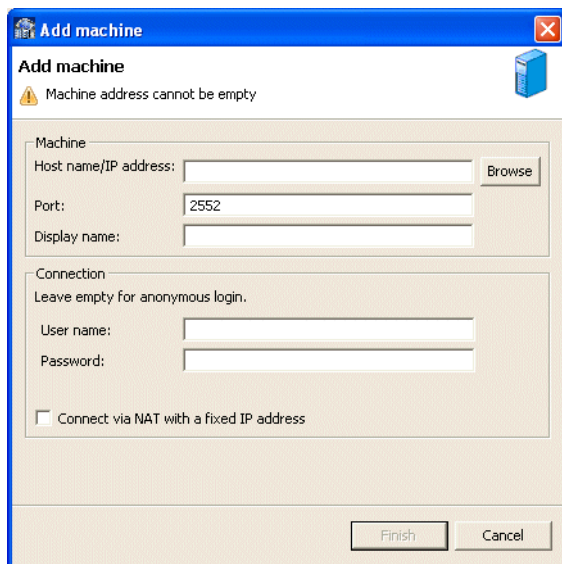 Add machine
Add machine
Machine address cannot be empty
Machine
Host name/IP address:
Browse
Port:
2552
Display name:
Connection
Leave empty for anonymous login.
User name:
Password:
Connect via NAT with a fixed IP address
Finish
Cancel